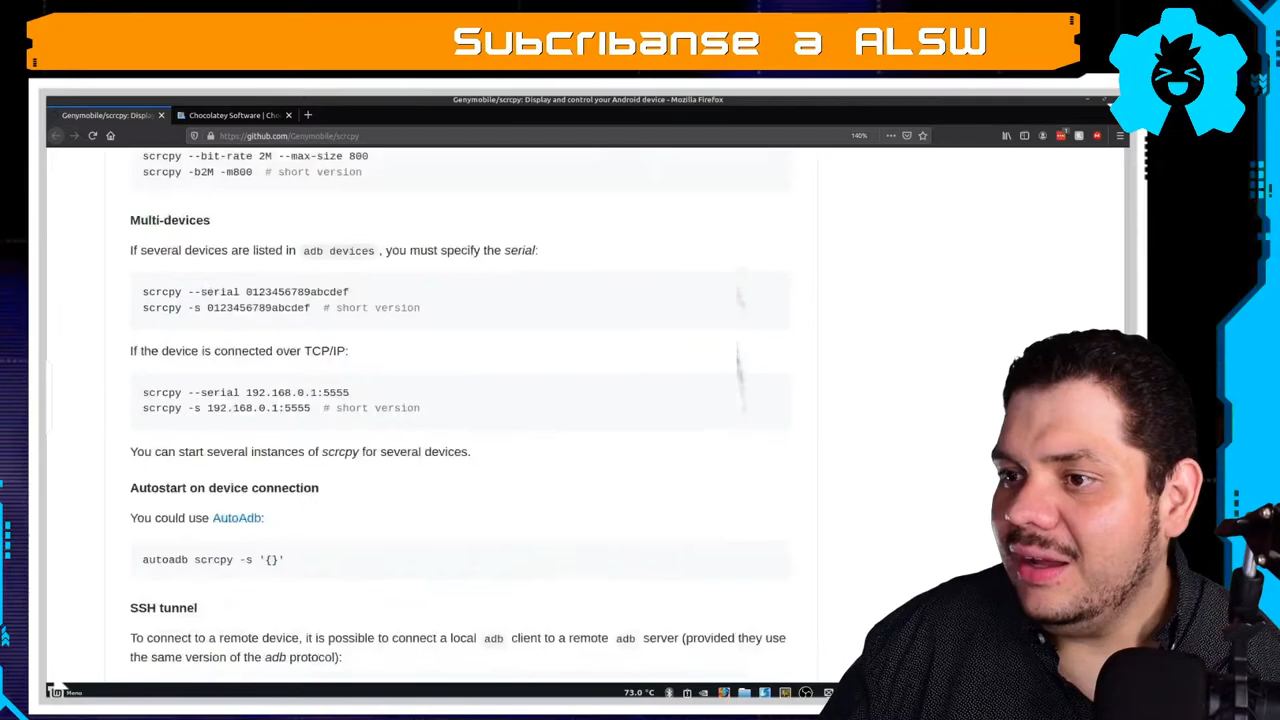 Subcribanse a ALSW
Genymobile/scrcpy: Display and control your Android device - Mozilla Firefox
Genymobile/scrcpy: Displa
Chocolatey Software | Cho
https://github.com/Genymobile/scrcpy
140%
scrcpy --bit-rate 2M --max-size 800
scrcpy -b2M -m800 # short version
Multi-devices
If several devices are listed in adb devices , you must specify the serial:
scrcpy --serial 0123456789abcdef
scrcpy -s 0123456789abcdef # short version
If the device is connected over TCP/IP:
scrcpy --serial 192.168.0.1:5555
scrcpy -s 192.168.0.1:5555 # short version
You can start several instances of scrcpy for several devices.
Autostart on device connection
You could use AutoAdb:
autoadb scrcpy -s '{}'
SSH tunnel
To connect to a remote device, it is possible to connect a local adb client to a remote adb server (provided they use
the same version of the adb protocol):
Menu
73.0 °C